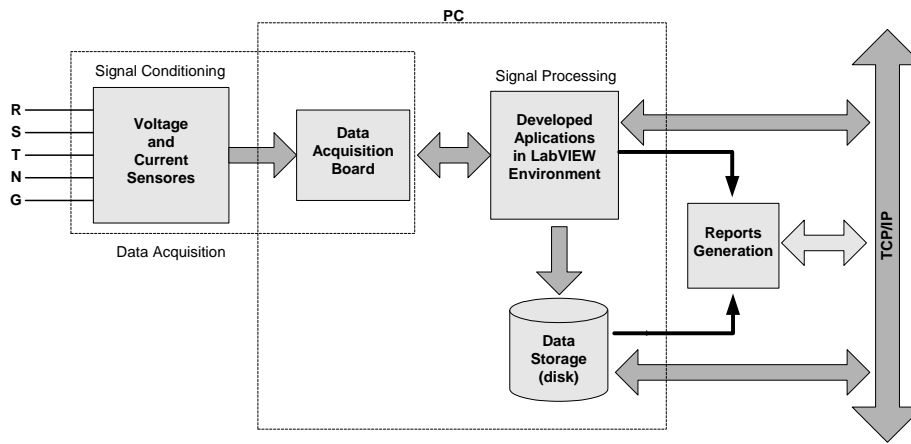 PC
Signal Conditioning
Signal Processing
R
S
T
N
G
Voltage
and
Current
Sensores
Data
Acquisition
Board
Developed
Aplications
in LabVIEW
Environment
Data Acquisition
Reports
Generation
TCP/IP
Data
Storage
(disk)